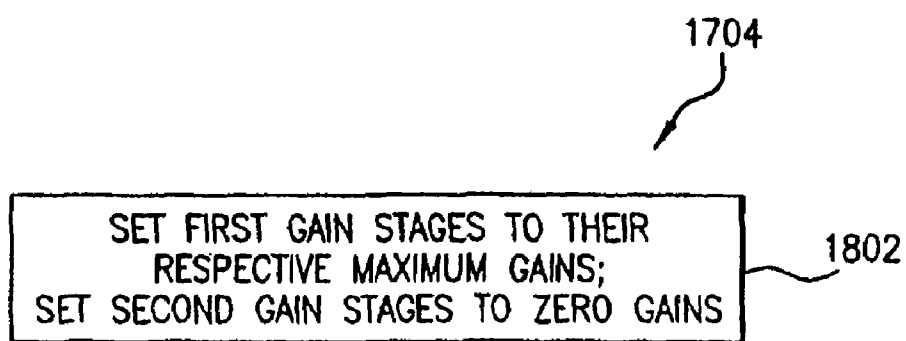 1704
SET FIRST GAIN STAGES TO THEIR
RESPECTIVE MAXIMUM GAINS;
SET SECOND GAIN STAGES TO ZERO GAINS
1802